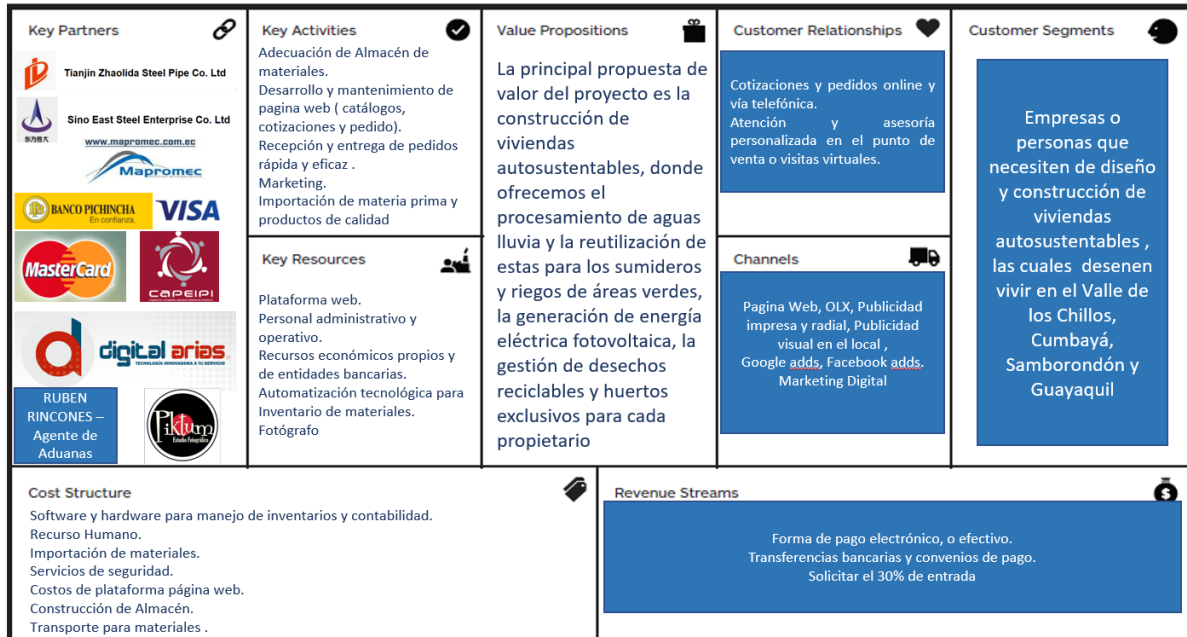 Key Partners
Tianjin Zhaolida Steel Pipe Co. Ltd
东方恒大
Sino East Steel Enterprise Co. Ltd
www.mapromec.com.ec
Mapromec
BANCO PICHINCHA
En confianza.
VISA
MasterCard
CAPEIPI
digital arias
TECNOLOGÍA INNOVADORA A TU SERVICIO
RUBEN
RINCONES –
Agente de
Aduanas
Piktum
Estudio Fotográfico
Key Activities
Adecuación de Almacén de
materiales.
Desarrollo y mantenimiento de
pagina web ( catálogos,
cotizaciones y pedido).
Recepción y entrega de pedidos
rápida y eficaz .
Marketing.
Importación de materia prima y
productos de calidad
Key Resources
Plataforma web.
Personal administrativo y
operativo.
Recursos económicos propios y
de entidades bancarias.
Automatización tecnológica para
Inventario de materiales.
Fotógrafo
Value Propositions
La principal propuesta de
valor del proyecto es la
construcción de
viviendas
autosustentables, donde
ofrecemos el
procesamiento de aguas
lluvia y la reutilización de
estas para los sumideros
y riegos de áreas verdes,
la generación de energía
eléctrica fotovoltaica, la
gestión de desechos
reciclables y huertos
exclusivos para cada
propietario
Customer Relationships
Cotizaciones y pedidos online y
vía telefónica.
Atención y asesoría
personalizada en el punto de
venta o visitas virtuales.
Channels
Pagina Web, OLX, Publicidad
impresa y radial, Publicidad
visual en el local ,
Google adds, Facebook adds.
Marketing Digital
Customer Segments
Empresas o
personas que
necesiten de diseño
y construcción de
viviendas
autosustentables ,
las cuales desenen
vivir en el Valle de
los Chillos,
Cumbayá,
Samborondón y
Guayaquil
Cost Structure
Software y hardware para manejo de inventarios y contabilidad.
Recurso Humano.
Importación de materiales.
Servicios de seguridad.
Costos de plataforma página web.
Construcción de Almacén.
Transporte para materiales .
Revenue Streams
Forma de pago electrónico, o efectivo.
Transferencias bancarias y convenios de pago.
Solicitar el 30% de entrada